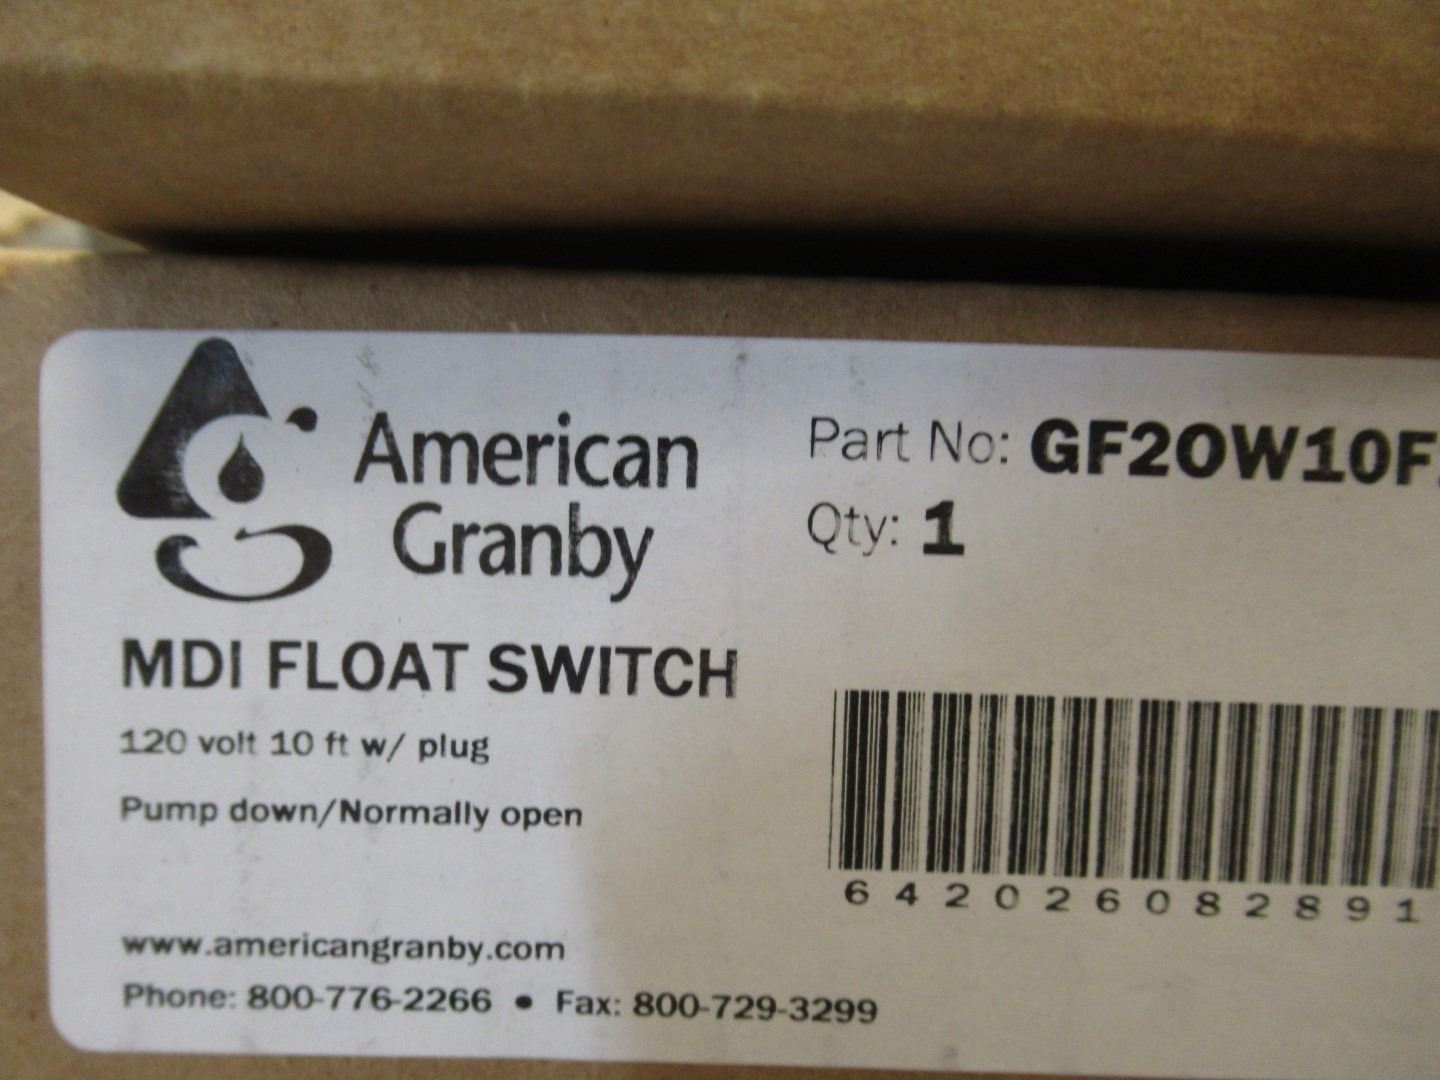 American
Granby
Part No: GF20W10F
Qty: 1
MDI FLOAT SWITCH
120 volt 10 ft w/ plug
Pump down/Normally open
642026082891
www.americangranby.com
Phone: 800-776-2266 • Fax: 800-729-3299